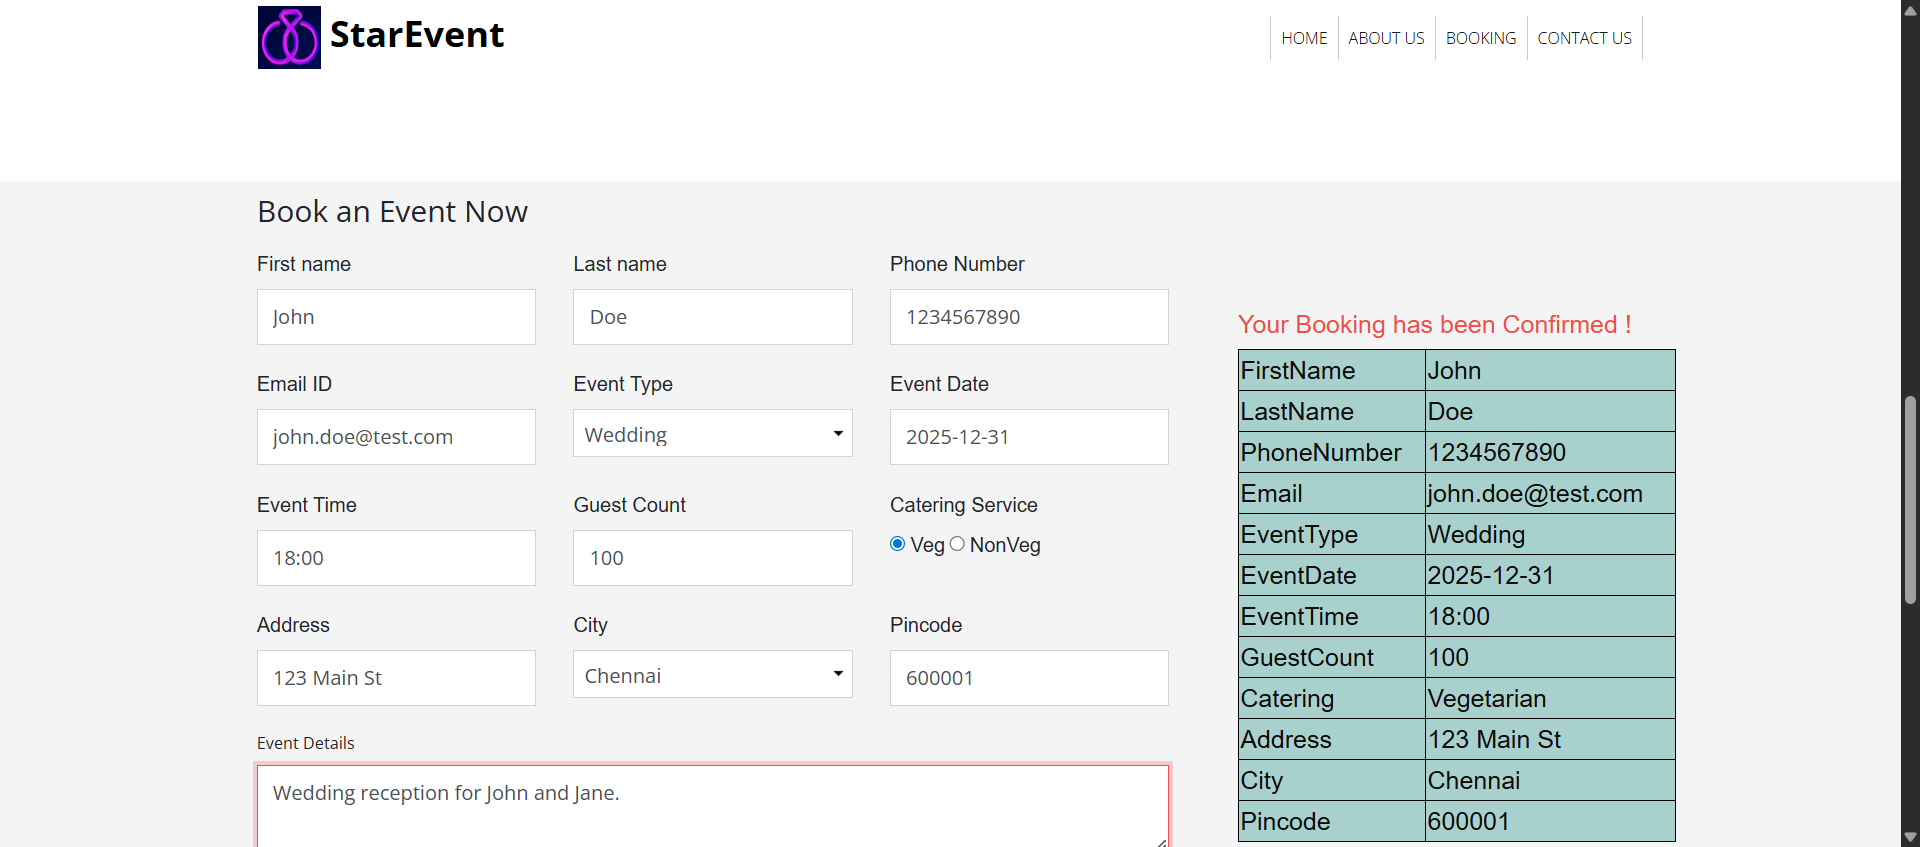 StarEvent
HOME
ABOUT US
BOOKING
CONTACT US
Book an Event Now
First name
Last name
Phone Number
John
Doe
1234567890
Email ID
Event Type
Event Date
john.doe@test.com
Wedding
2025-12-31
Event Time
Guest Count
Catering Service
18:00
100
Veg
NonVeg
Address
City
Pincode
123 Main St
Chennai
600001
Event Details
Wedding reception for John and Jane.
Your Booking has been Confirmed !
FirstName John
LastName Doe
PhoneNumber 1234567890
Email john.doe@test.com
EventType Wedding
EventDate 2025-12-31
EventTime 18:00
GuestCount 100
Catering Vegetarian
Address 123 Main St
City Chennai
Pincode 600001